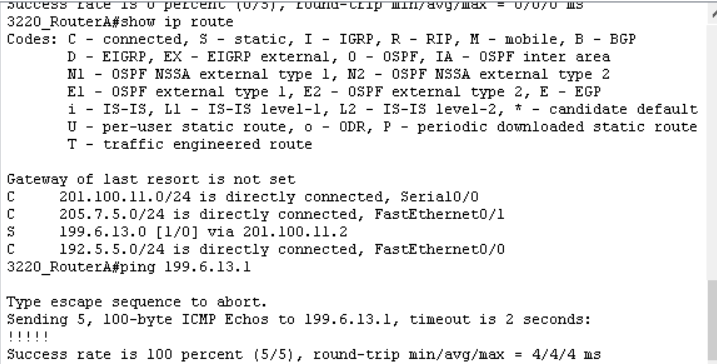 Success rate is 0 percent (0/5), round-trip min/avg/max = 0/0/0 ms
3220_RouterA#show ip route
Codes: C - connected, S - static, I - IGRP, R - RIP, M - mobile, B - BGP
D - EIGRP, EX - EIGRP external, O - OSPF, IA - OSPF inter area
N1 - OSPF NSSA external type 1, N2 - OSPF NSSA external type 2
E1 - OSPF external type 1, E2 - OSPF external type 2, E - EGP
i - IS-IS, L1 - IS-IS level-1, L2 - IS-IS level-2, * - candidate default
U - per-user static route, o - ODR, P - periodic downloaded static route
T - traffic engineered route
Gateway of last resort is not set
C 201.100.11.0/24 is directly connected, Serial0/0
C 205.7.5.0/24 is directly connected, FastEthernet0/1
S 199.6.13.0 [1/0] via 201.100.11.2
C 192.5.5.0/24 is directly connected, FastEthernet0/0
3220_RouterA#ping 199.6.13.1
Type escape sequence to abort.
Sending 5, 100-byte ICMP Echos to 199.6.13.1, timeout is 2 seconds:
!!!!!
Success rate is 100 percent (5/5), round-trip min/avg/max = 4/4/4 ms